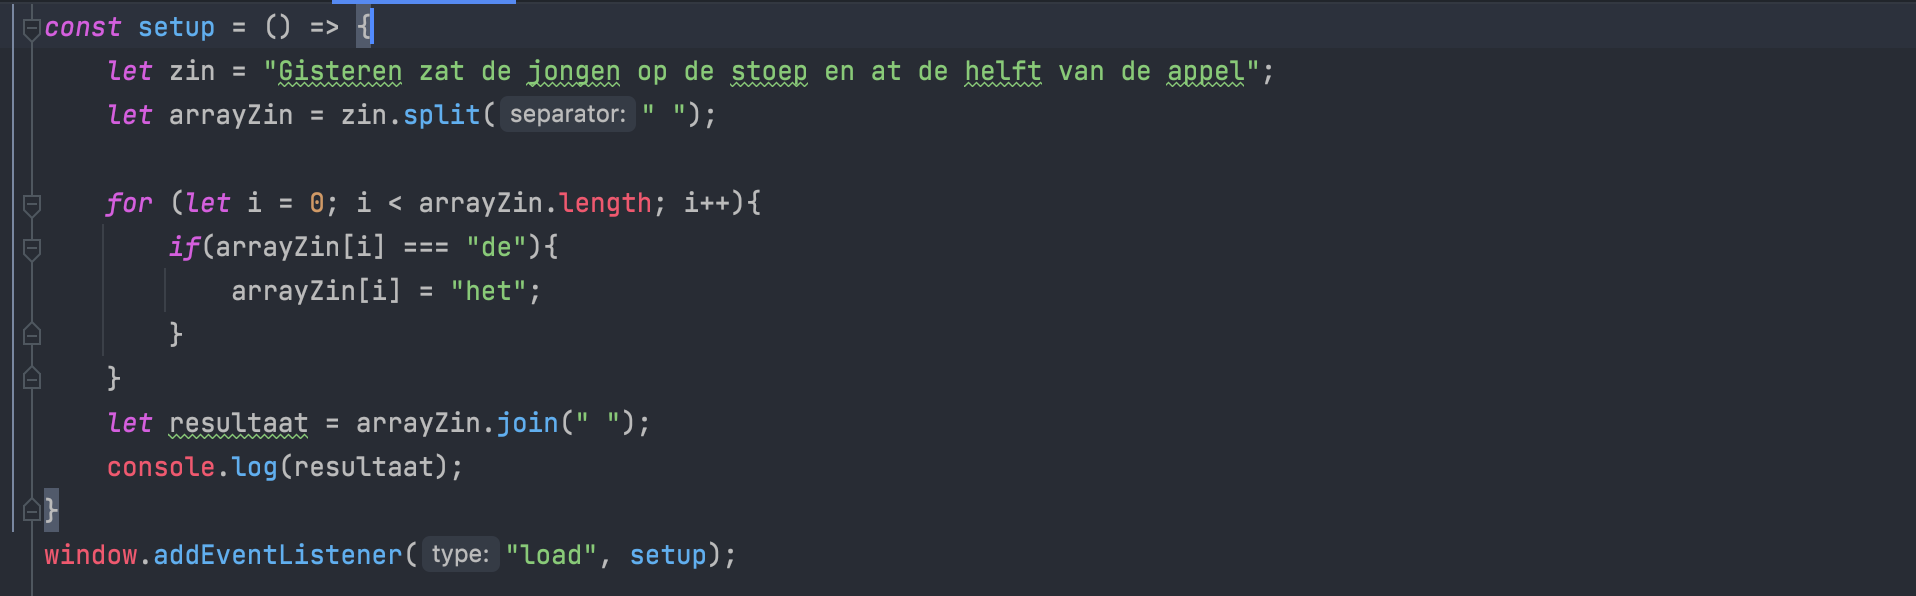 const setup = () => {
    let zin = "Gisteren zat de jongen op de stoep en at de helft van de appel";
    let arrayZin = zin.split( separator: " ");

    for (let i = 0; i < arrayZin.length; i++){
        if(arrayZin[i] === "de"){
            arrayZin[i] = "het";
        }
    }
    let resultaat = arrayZin.join(" ");
    console.log(resultaat);
}
window.addEventListener( type: "load", setup);